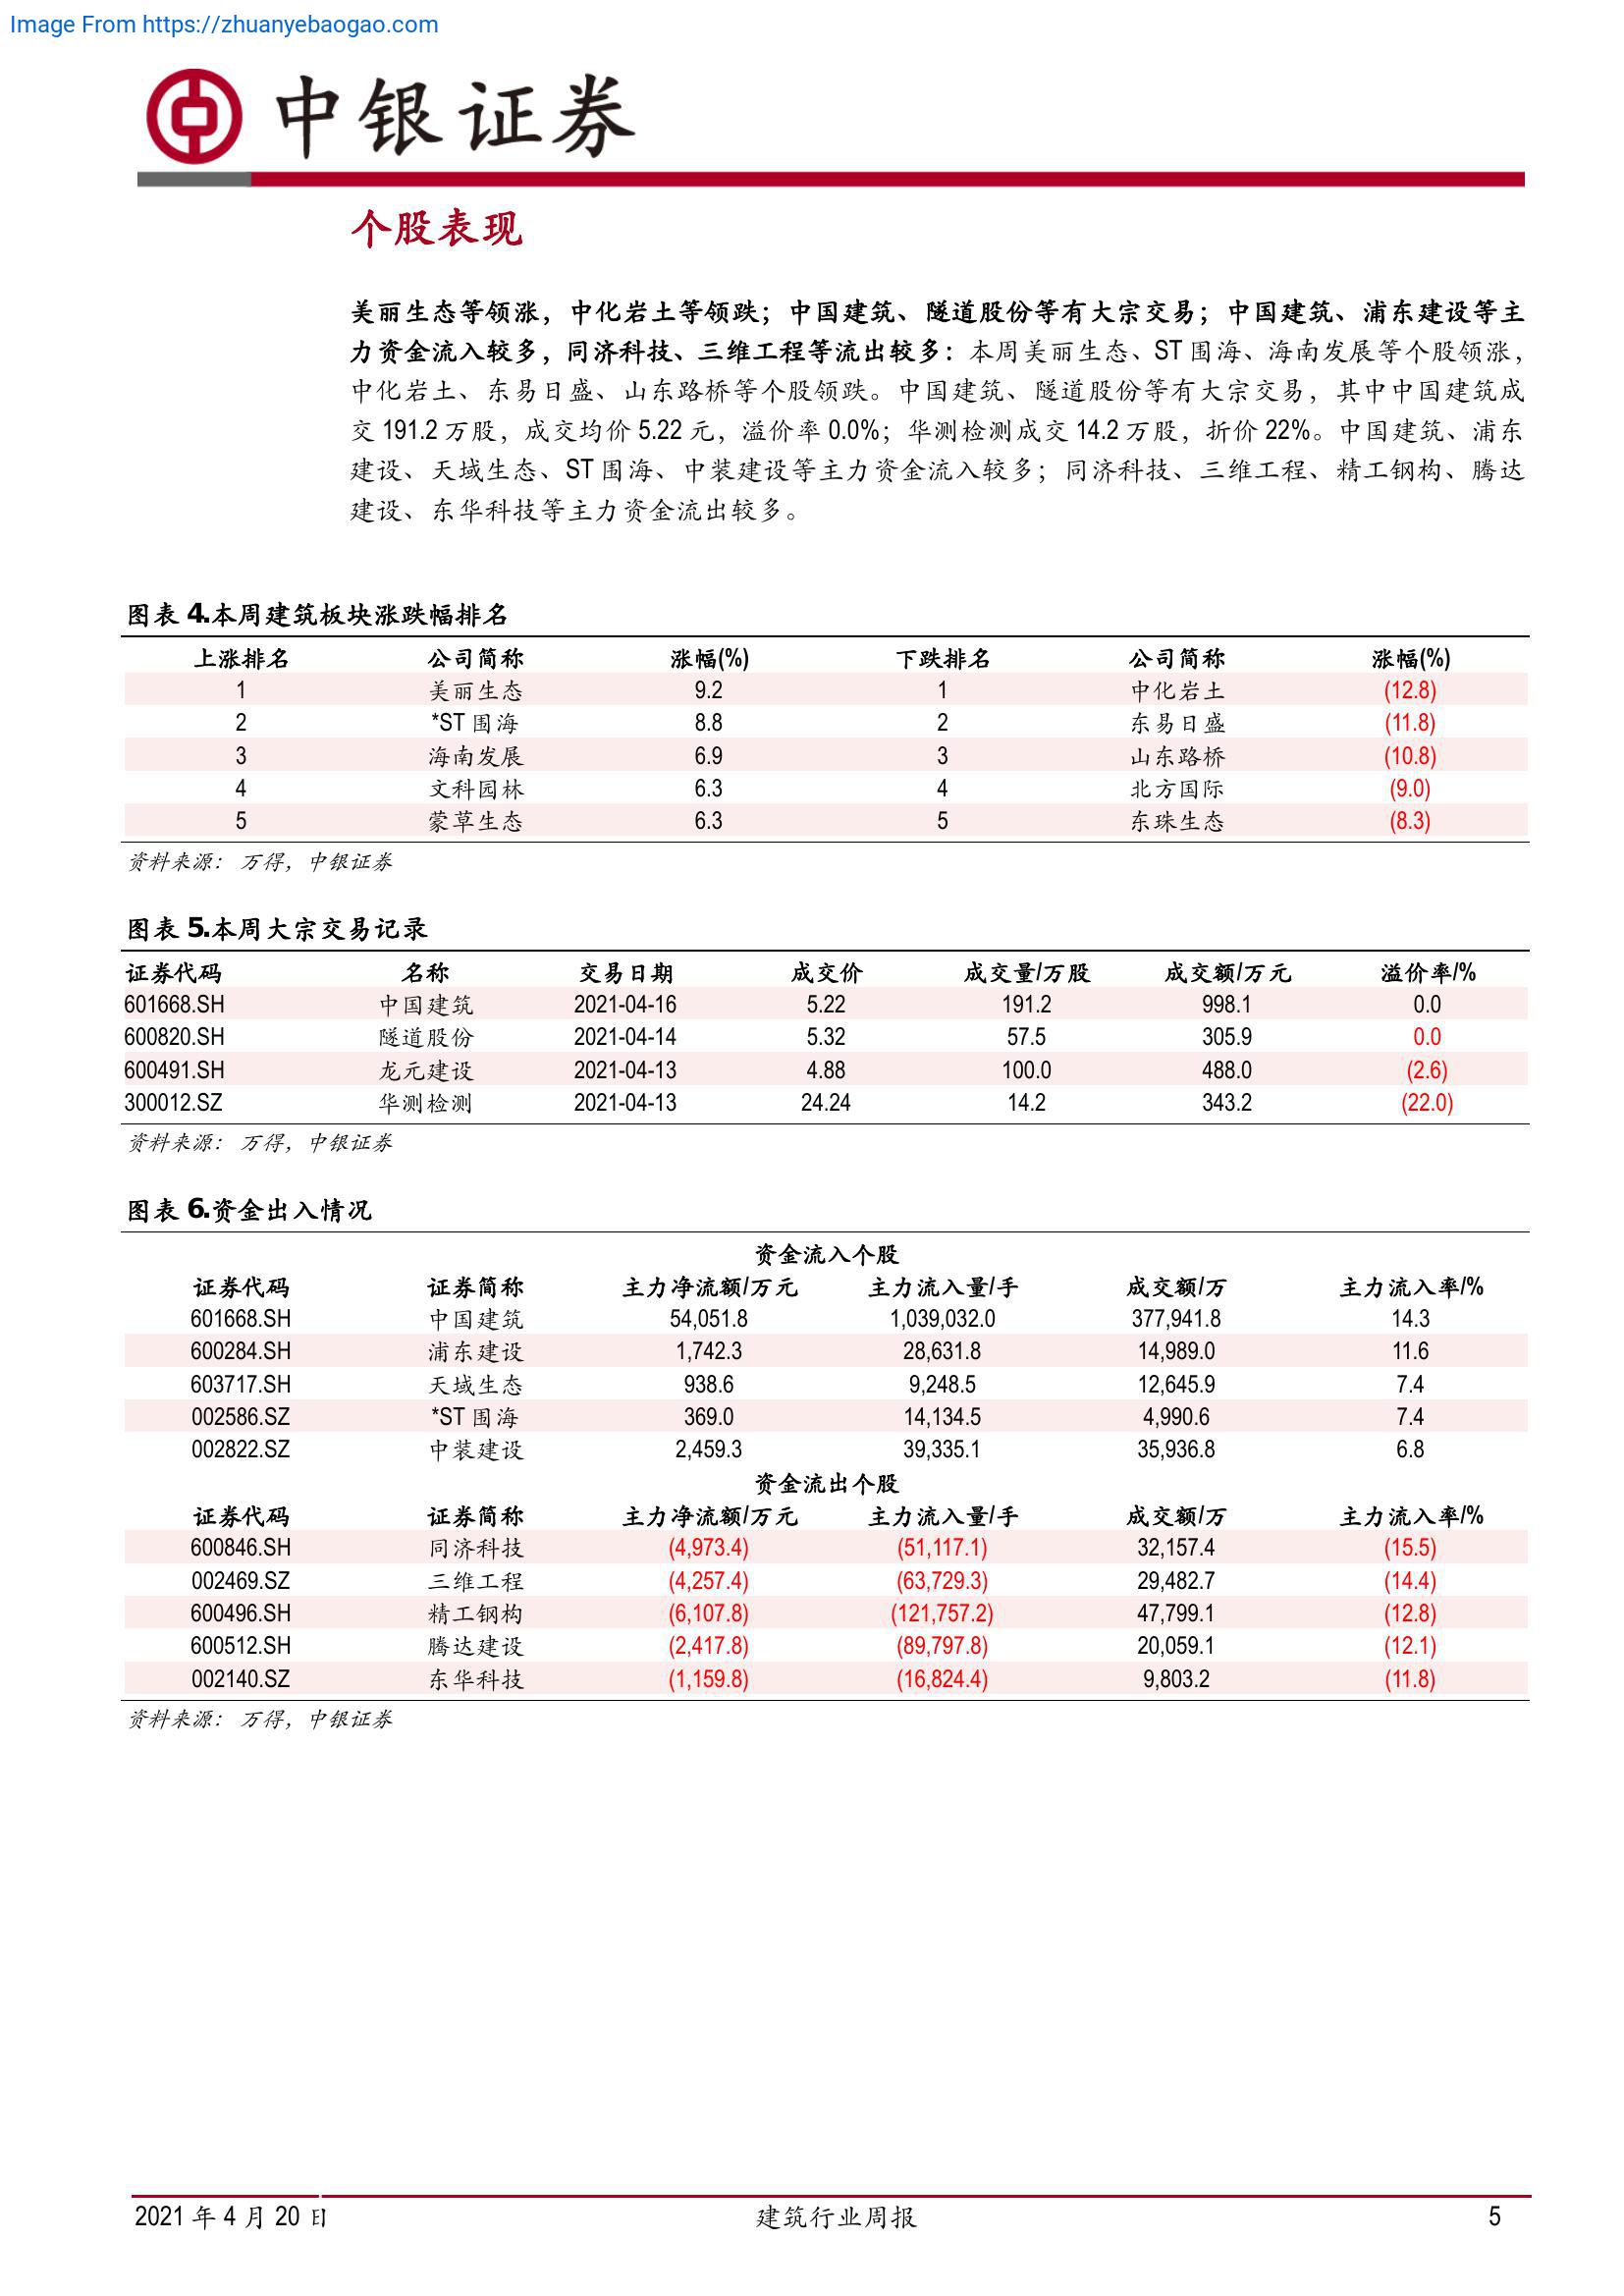 Image From https://zhuanyebaogao.com
中银证券
个股表现
美丽生态等领涨，中化岩土等领跌；中国建筑、隧道股份等有大宗交易；中国建筑、浦东建设等主
力资金流入较多，同济科技、三维工程等流出较多：本周美丽生态、ST 围海、海南发展等个股领涨，
中化岩土、东易日盛、山东路桥等个股领跌。中国建筑、隧道股份等有大宗交易，其中中国建筑成
交 191.2 万股，成交均价 5.22 元，溢价率 0.0%；华测检测成交 14.2 万股，折价 22%。中国建筑、浦东
建设、天域生态、ST 围海、中装建设等主力资金流入较多；同济科技、三维工程、精工钢构、腾达
建设、东华科技等主力资金流出较多。
图表 4.本周建筑板块涨跌幅排名
上涨排名 公司简称 涨幅(%) 下跌排名 公司简称 涨幅(%)
1 美丽生态 9.2 1 中化岩土 (12.8)
2 *ST 围海 8.8 2 东易日盛 (11.8)
3 海南发展 6.9 3 山东路桥 (10.8)
4 文科园林 6.3 4 北方国际 (9.0)
5 蒙草生态 6.3 5 东珠生态 (8.3)
资料来源：万得，中银证券
图表 5.本周大宗交易记录
证券代码 名称 交易日期 成交价 成交量/万股 成交额/万元 溢价率/%
601668.SH 中国建筑 2021-04-16 5.22 191.2 998.1 0.0
600820.SH 隧道股份 2021-04-14 5.32 57.5 305.9 0.0
600491.SH 龙元建设 2021-04-13 4.88 100.0 488.0 (2.6)
300012.SZ 华测检测 2021-04-13 24.24 14.2 343.2 (22.0)
资料来源：万得，中银证券
图表 6.资金出入情况
资金流入个股
证券代码 证券简称 主力净流额/万元 主力流入量/手 成交额/万 主力流入率/%
601668.SH 中国建筑 54,051.8 1,039,032.0 377,941.8 14.3
600284.SH 浦东建设 1,742.3 28,631.8 14,989.0 11.6
603717.SH 天域生态 938.6 9,248.5 12,645.9 7.4
002586.SZ *ST 围海 369.0 14,134.5 4,990.6 7.4
002822.SZ 中装建设 2,459.3 39,335.1 35,936.8 6.8
资金流出个股
证券代码 证券简称 主力净流额/万元 主力流入量/手 成交额/万 主力流入率/%
600846.SH 同济科技 (4,973.4) (51,117.1) 32,157.4 (15.5)
002469.SZ 三维工程 (4,257.4) (63,729.3) 29,482.7 (14.4)
600496.SH 精工钢构 (6,107.8) (121,757.2) 47,799.1 (12.8)
600512.SH 腾达建设 (2,417.8) (89,797.8) 20,059.1 (12.1)
002140.SZ 东华科技 (1,159.8) (16,824.4) 9,803.2 (11.8)
资料来源：万得，中银证券
2021 年 4 月 20 日 建筑行业周报 5